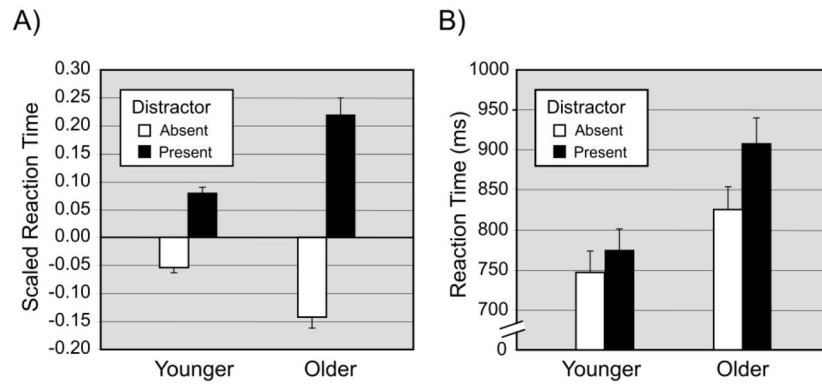 A)
Scaled Reaction Time
0.30
0.25
0.20
0.15
0.10
0.05
0.00
-0.05
-0.10
-0.15
-0.20
Distractor
Absent
Present
Younger Older
B)
Reaction Time (ms)
1000
950
900
850
800
750
700
0
Distractor
Absent
Present
Younger Older